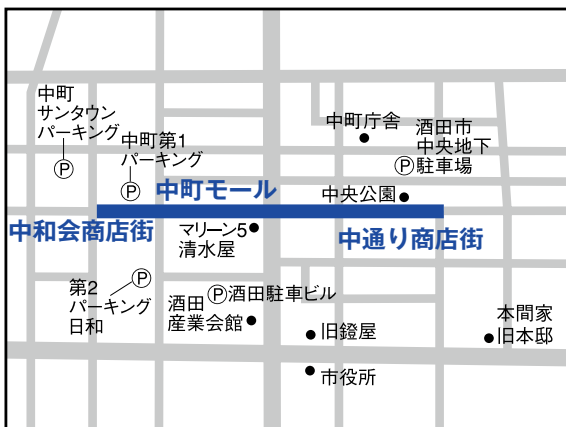 中町
サンタウン
パーキング
Ⓟ
中町第1
パーキング
Ⓟ
中町庁舎
酒田市
中央地下
Ⓟ駐車場
中町モール
中央公園
中和会商店街
マリーン5
清水屋
中通り商店街
第2
パーキング
日和
Ⓟ
Ⓟ酒田駐車ビル
酒田
産業会館
旧鐙屋
本間家
旧本邸
市役所